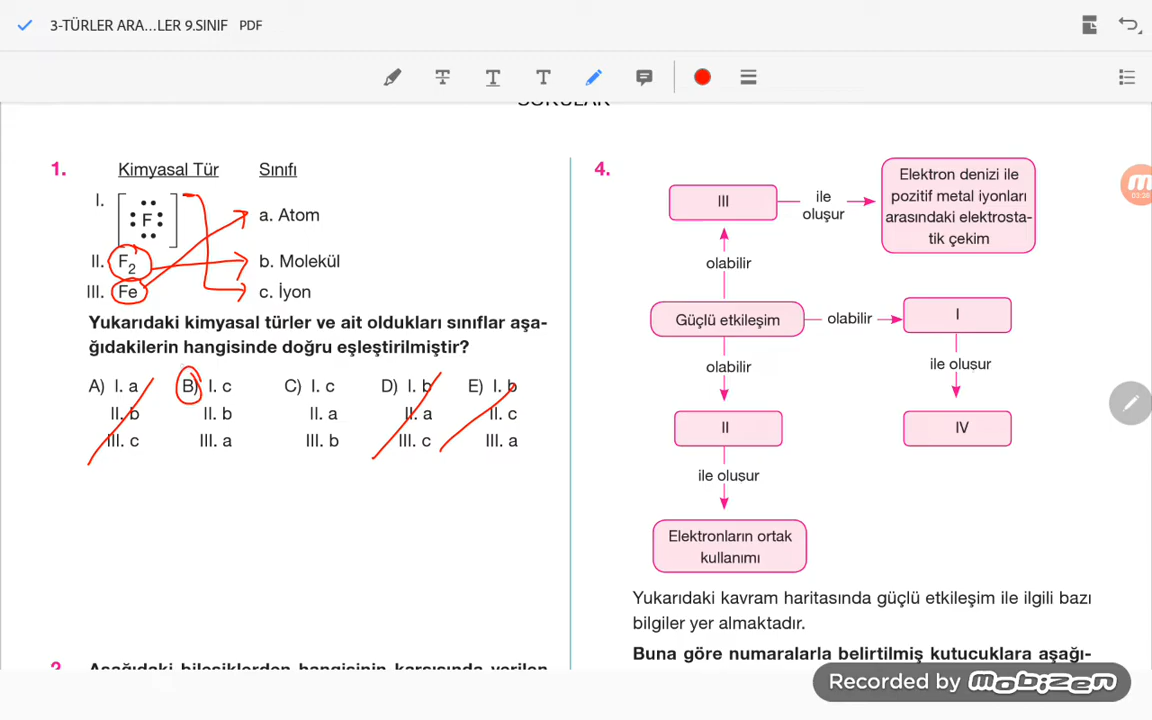 3-TÜRLER ARA...LER 9.SINIF PDF
1.
Kimyasal Tür Sınıfı
I. F
a. Atom
II. F2
b. Molekül
III. Fe
c. İyon
Yukarıdaki kimyasal türler ve ait oldukları sınıflar aşa-
ğıdakilerin hangisinde doğru eşleştirilmiştir?
A) I. a B) I. c C) I. c D) I. b E) I. b
II. b II. b II. a II. a II. c
III. c III. a III. b III. c III. a
4.
III
ile
oluşur
Elektron denizi ile
pozitif metal iyonları
arasındaki elektrosta-
tik çekim
olabilir
Güçlü etkileşim
olabilir
I
olabilir
ile oluşur
II
IV
ile oluşur
Elektronların ortak
kullanımı
Yukarıdaki kavram haritasında güçlü etkileşim ile ilgili bazı
bilgiler yer almaktadır.
Buna göre numaralarla belirtilmiş kutucuklara aşağı-
Recorded by mobizen